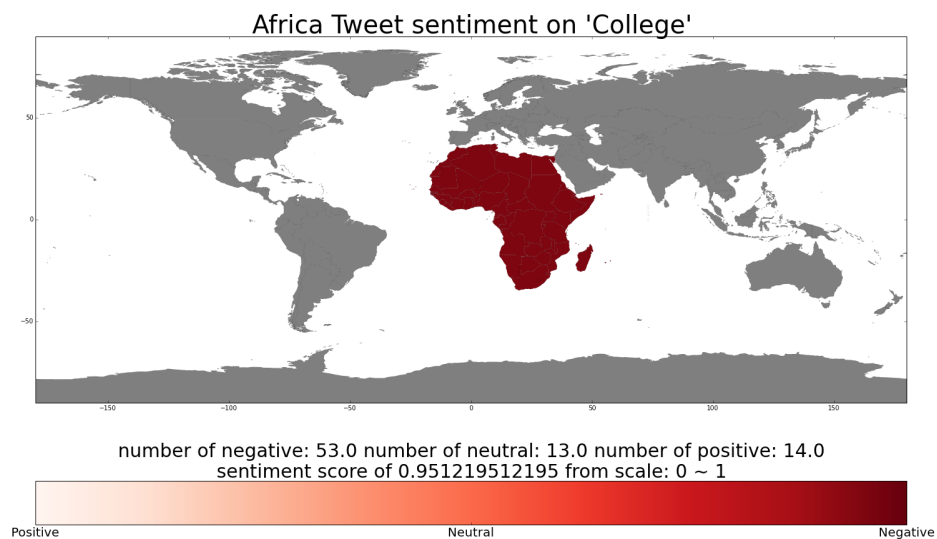 Africa Tweet sentiment on 'College'
50
0
−50
−150 −100 −50 0 50 100 150
number of negative: 53.0 number of neutral: 13.0 number of positive: 14.0
sentiment score of 0.951219512195 from scale: 0 ~ 1
Positive Neutral Negative